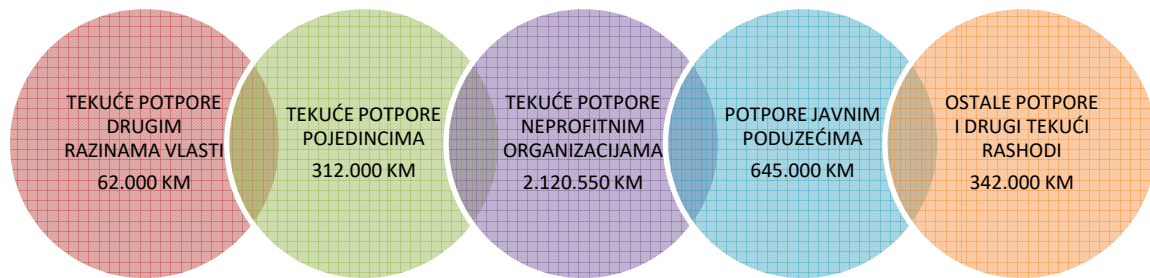 TEKUĆE POTPORE
DRUGIM
RAZINAMA VLASTI
62.000 KM
TEKUĆE POTPORE
POJEDINCIMA
312.000 KM
TEKUĆE POTPORE
NEPROFITNIM
ORGANIZACIJAMA
2.120.550 KM
POTPORE JAVNIM
PODUZEĆIMA
645.000 KM
OSTALE POTPORE
I DRUGI TEKUĆI
RASHODI
342.000 KM